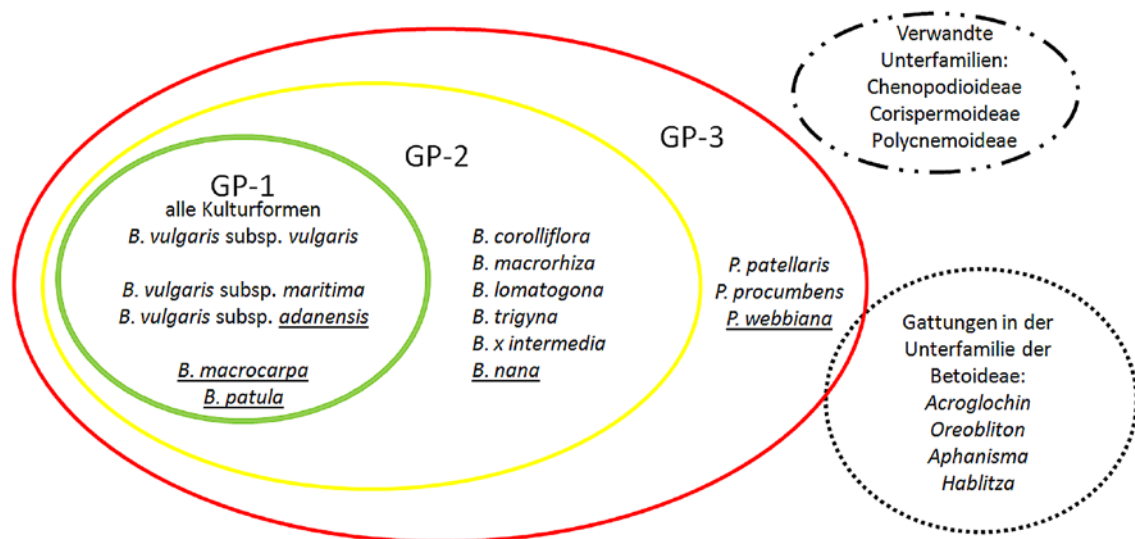 GP-1
alle Kulturformen
B. vulgaris subsp. vulgaris
B. vulgaris subsp. maritima
B. vulgaris subsp. adanensis
B. macrocarpa
B. patula
GP-2
B. corolliflora
B. macrorhiza
B. lomatogona
B. trigyna
B. x intermedia
B. nana
GP-3
P. patellaris
P. procumbens
P. webbiana
Verwandte
Unterfamilien:
Chenopodioideae
Corispermoideae
Polycnemoideae
Gattungen in der
Unterfamilie der
Betoideae:
Acroglochin
Oreobliton
Aphanisma
Hablitza